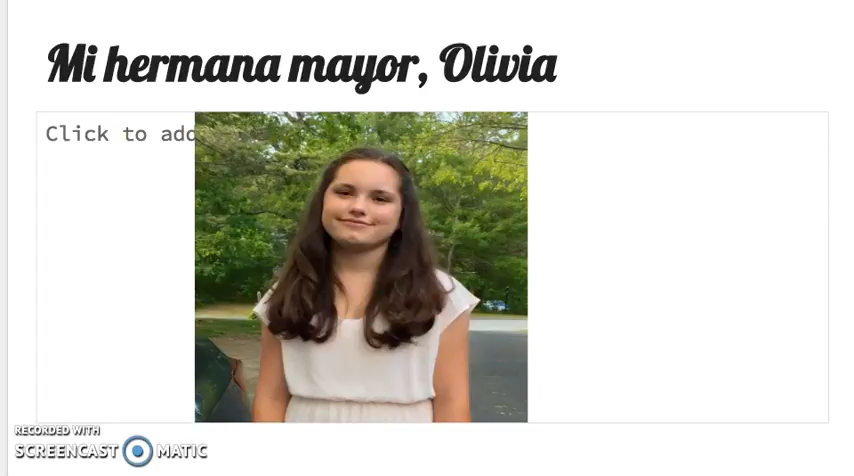 Mi hermana mayor, Olivia
Click to add
RECORDED WITH
SCREENCAST MATIC